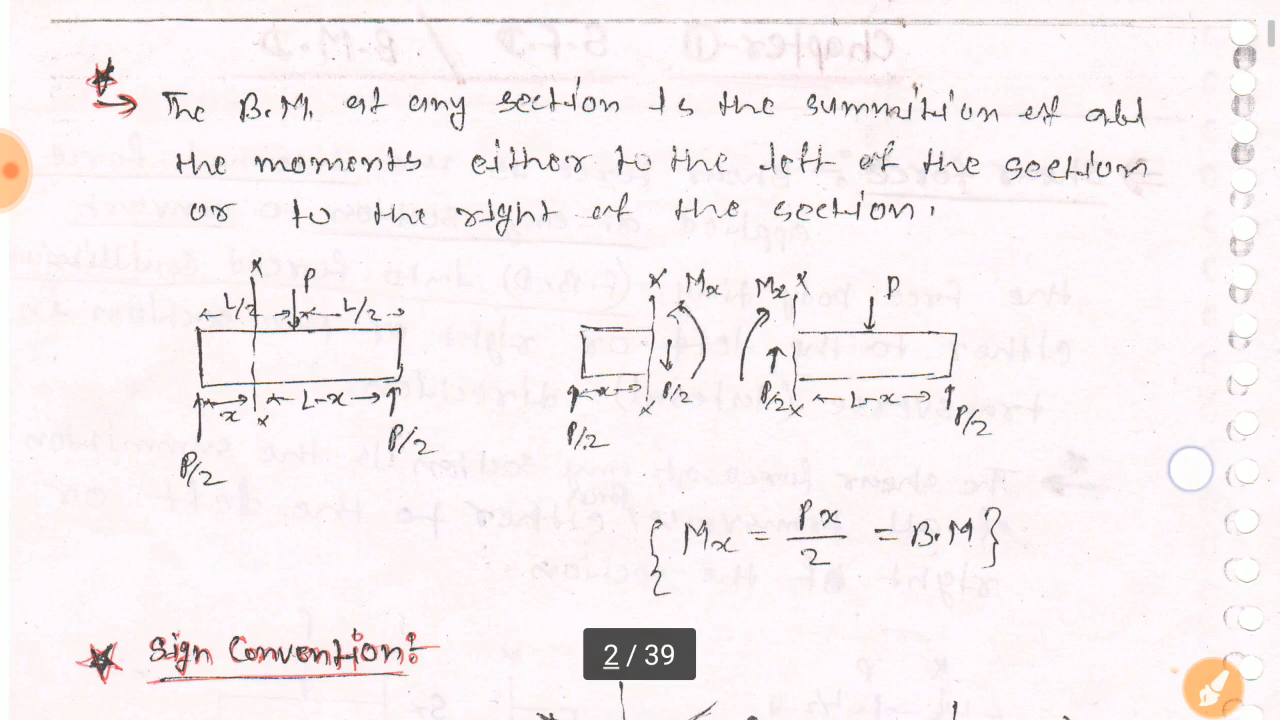 The B.M. at any section is the summition of all
the moments either to the left of the section
or to the right of the section.
x P x Mx Mx x P
L/2 L/2
x L-x x P/2 P/2 L-x P/2
x P/2 x x
P/2 P/2
{ Mx = Px/2 = B.M }
Sign Convention:
2 / 39